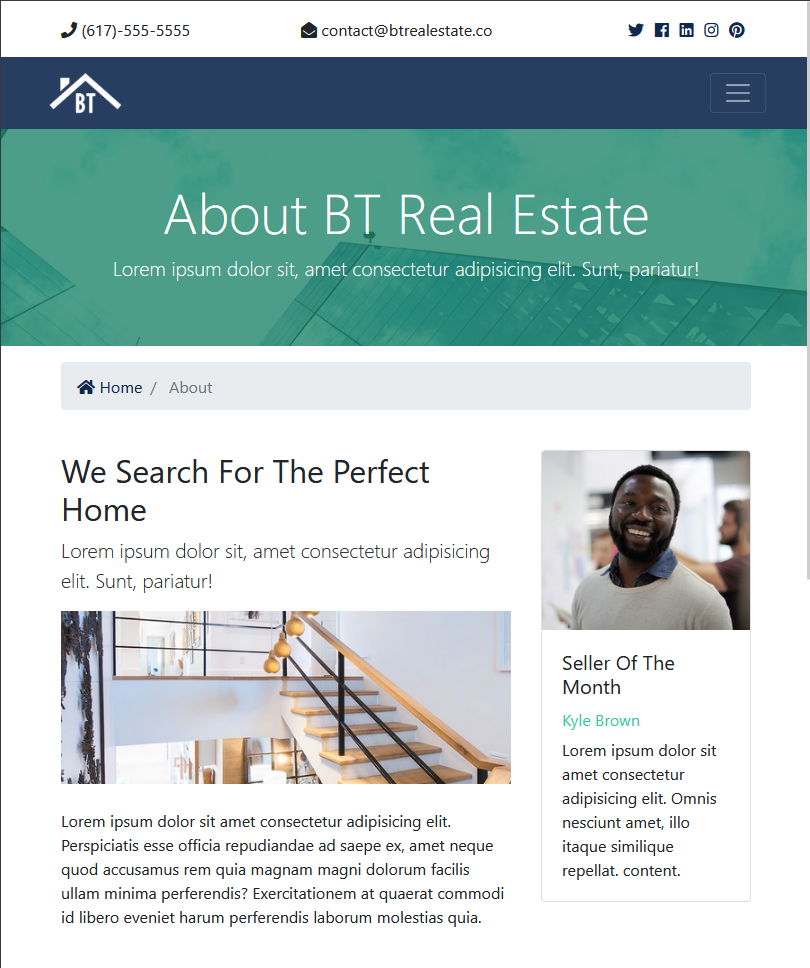 (617)-555-5555
contact@btrealestate.co
BT
About BT Real Estate
Lorem ipsum dolor sit, amet consectetur adipisicing elit. Sunt, pariatur!
Home / About
We Search For The Perfect
Home
Lorem ipsum dolor sit, amet consectetur adipisicing
elit. Sunt, pariatur!
Lorem ipsum dolor sit amet consectetur adipisicing elit.
Perspiciatis esse officia repudiandae ad saepe ex, amet neque
quod accusamus rem quia magnam magni dolorum facilis
ullam minima perferendis? Exercitationem at quaerat commodi
id libero eveniet harum perferendis laborum molestias quia.
Seller Of The
Month
Kyle Brown
Lorem ipsum dolor sit
amet consectetur
adipisicing elit. Omnis
nesciunt amet, illo
itaque similique
repellat. content.